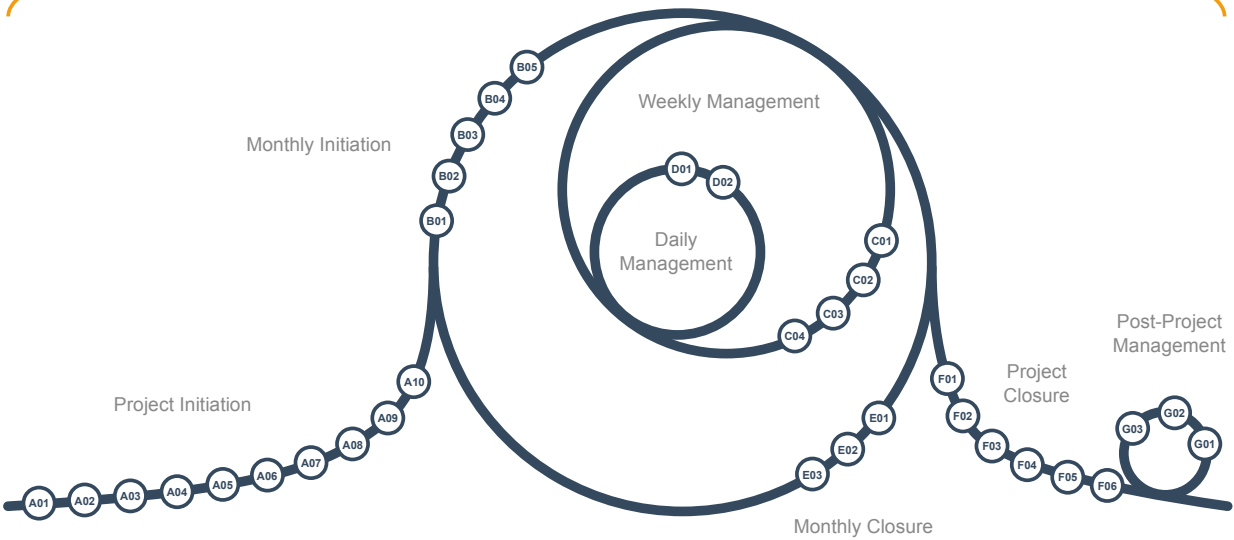 Project Initiation
A01
A02
A03
A04
A05
A06
A07
A08
A09
A10
Monthly Initiation
B01
B02
B03
B04
B05
Weekly Management
C01
C02
C03
C04
Daily
Management
D01
D02
Monthly Closure
E01
E02
E03
Project
Closure
F01
F02
F03
F04
F05
F06
Post-Project
Management
G01
G02
G03